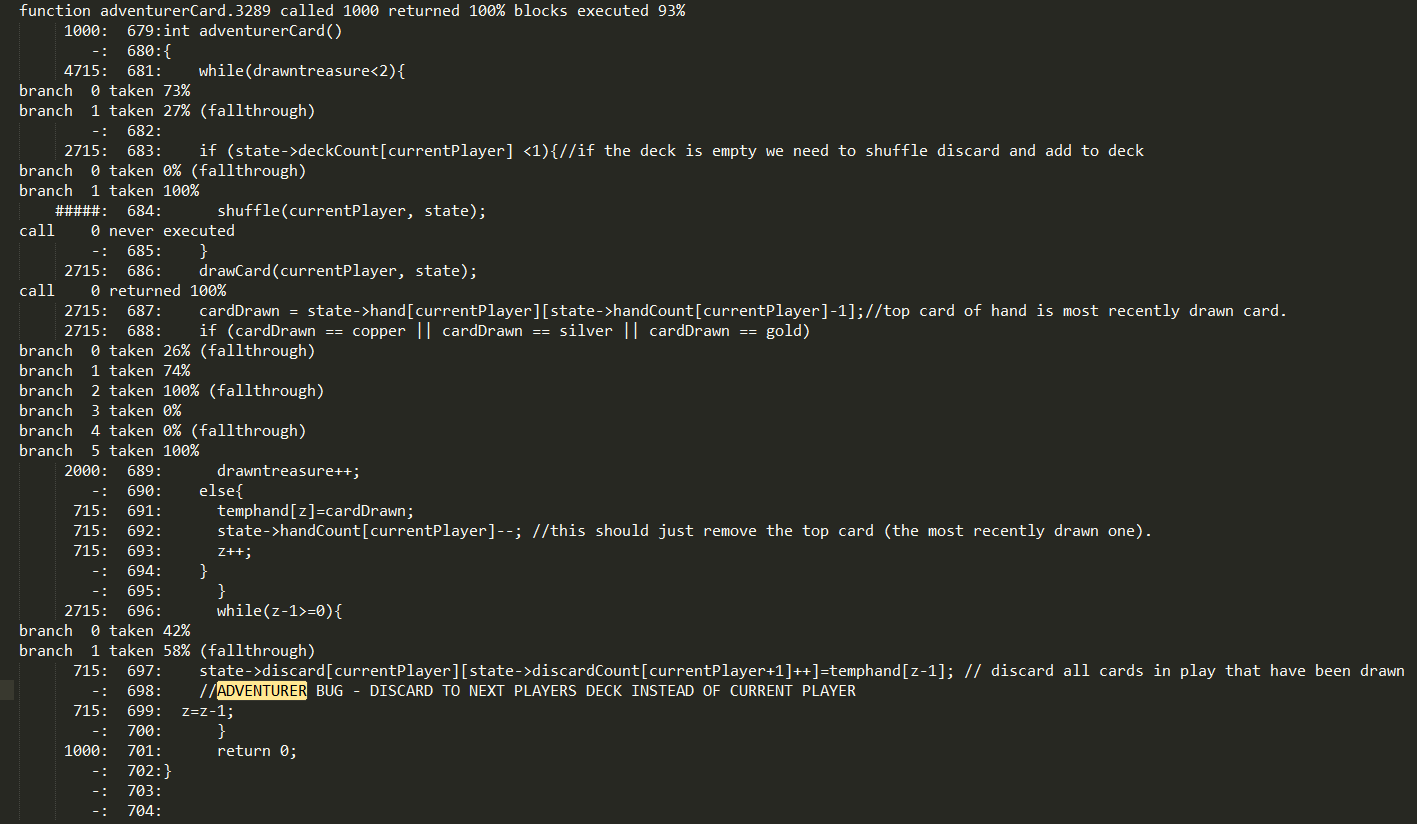 function adventurerCard.3289 called 1000 returned 100% blocks executed 93%
     1000:  679:int adventurerCard()
        -:  680:{
     4715:  681:    while(drawntreasure<2){
branch  0 taken 73%
branch  1 taken 27% (fallthrough)
        -:  682:
     2715:  683:    if (state->deckCount[currentPlayer] <1){//if the deck is empty we need to shuffle discard and add to deck
branch  0 taken 0% (fallthrough)
branch  1 taken 100%
    #####:  684:      shuffle(currentPlayer, state);
call    0 never executed
        -:  685:    }
     2715:  686:    drawCard(currentPlayer, state);
call    0 returned 100%
     2715:  687:    cardDrawn = state->hand[currentPlayer][state->handCount[currentPlayer]-1];//top card of hand is most recently drawn card.
     2715:  688:    if (cardDrawn == copper || cardDrawn == silver || cardDrawn == gold)
branch  0 taken 26% (fallthrough)
branch  1 taken 74%
branch  2 taken 100% (fallthrough)
branch  3 taken 0%
branch  4 taken 0% (fallthrough)
branch  5 taken 100%
     2000:  689:      drawntreasure++;
        -:  690:    else{
      715:  691:      temphand[z]=cardDrawn;
      715:  692:      state->handCount[currentPlayer]--; //this should just remove the top card (the most recently drawn one).
      715:  693:      z++;
        -:  694:    }
        -:  695:      }
     2715:  696:      while(z-1>=0){
branch  0 taken 42%
branch  1 taken 58% (fallthrough)
      715:  697:    state->discard[currentPlayer][state->discardCount[currentPlayer+1]++]=temphand[z-1]; // discard all cards in play that have been drawn
        -:  698:    //ADVENTURER BUG - DISCARD TO NEXT PLAYERS DECK INSTEAD OF CURRENT PLAYER
      715:  699:  z=z-1;
        -:  700:      }
     1000:  701:      return 0;
        -:  702:}
        -:  703:
        -:  704: